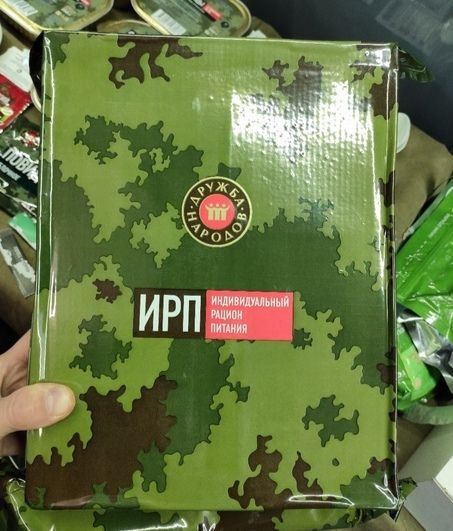 ДРУЖБА
НАРОДОВ
ИРП
ИНДИВИДУАЛЬНЫЙ
РАЦИОН
ПИТАНИЯ